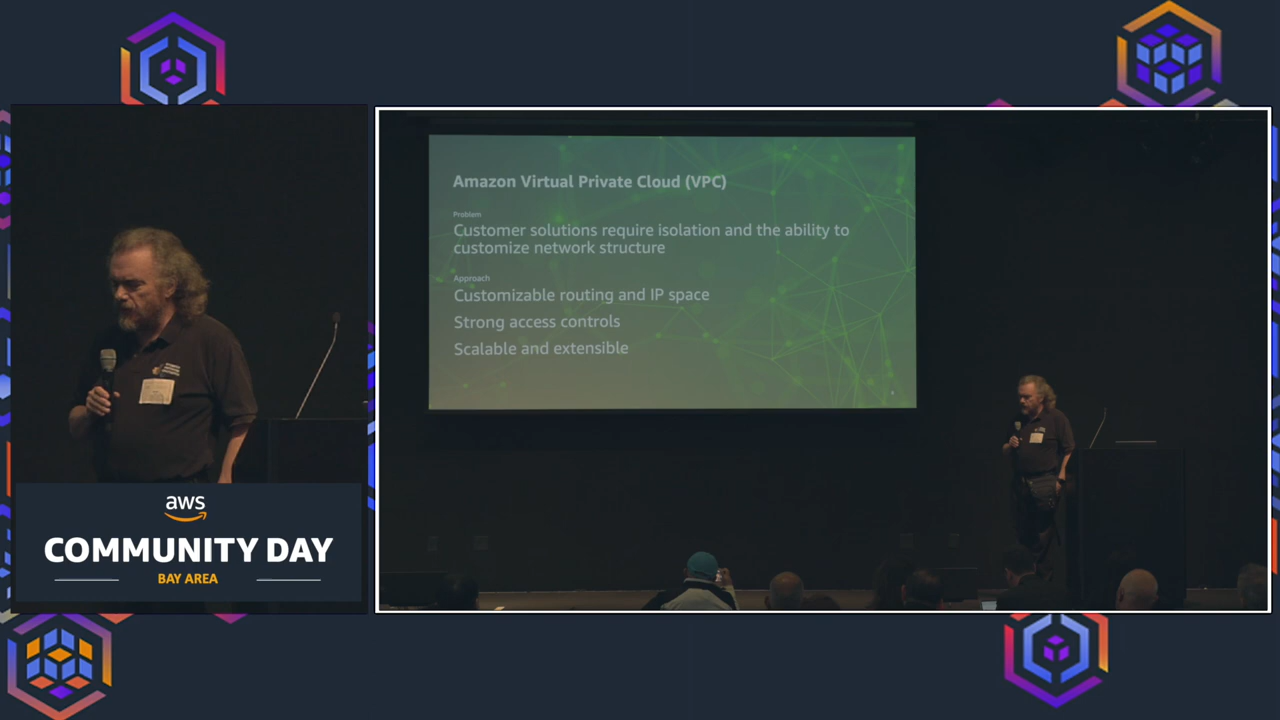 Amazon Virtual Private Cloud (VPC)
Problem
Customer solutions require isolation and the ability to
customize network structure
Approach
Customizable routing and IP space
Strong access controls
Scalable and extensible
aws
COMMUNITY DAY
BAY AREA